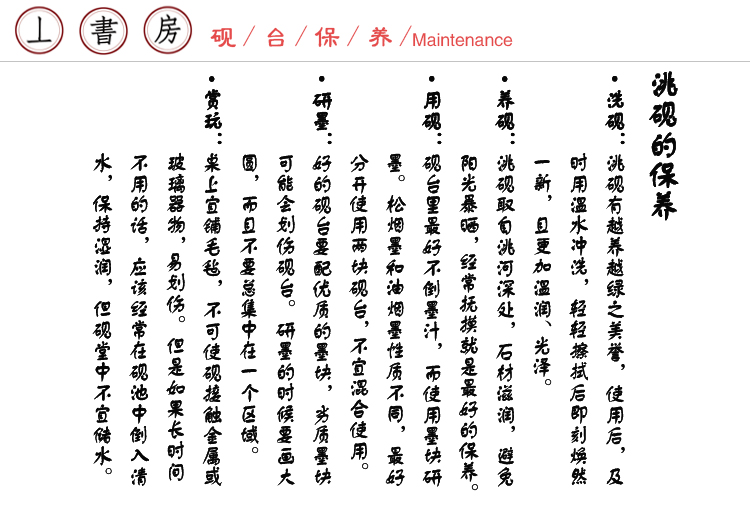 上書房
砚/台/保/养/Maintenance
洮砚的保养
·洗砚：洮砚有越养越绿之美誉，使用后，及
时用温水冲洗，轻轻擦拭后即刻焕然
一新，且更加温润、光泽。
·养砚：洮砚取自洮河深处，石材滋润，避免
阳光暴晒，经常抚摸就是最好的保养。
·用砚：砚台里最好不倒墨汁，而使用墨块研
墨。松烟墨和油烟墨性质不同，最好
分开使用两块砚台，不宜混合使用。
·研墨：好的砚台要配优质的墨块，劣质墨块
可能会划伤砚台。研墨的时候要画大
圆，而且不要总集中在一个区域。
·赏玩：桌上宜铺毛毡，不可使砚接触金属或
玻璃器物，易划伤。但是如果长时间
不用的话，应该经常在砚池中倒入清
水，保持湿润，但砚堂中不宜储水。